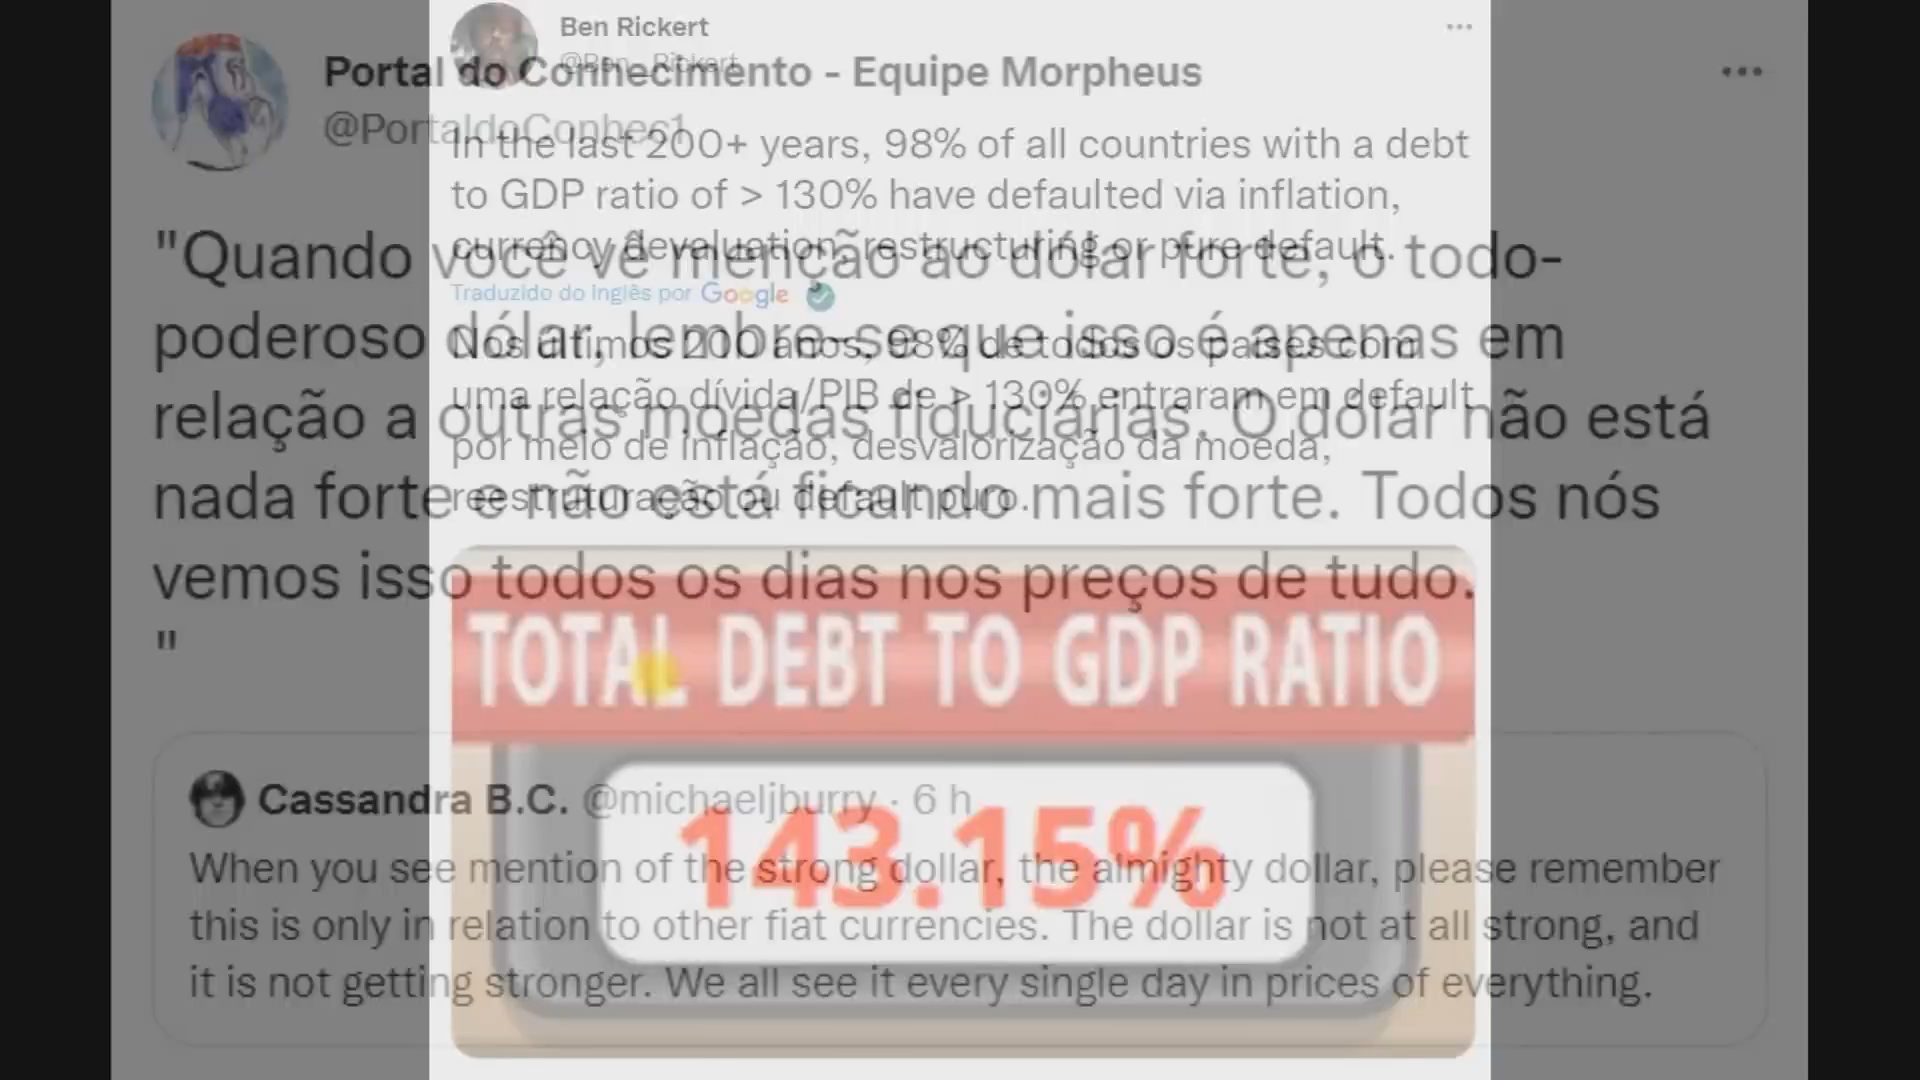 Portal do Conhecimento - Equipe Morpheus
@PortaldoConhec1
"Quando você vê menção ao dólar forte, o todo-
poderoso dólar, lembre-se que isso é apenas em
relação a outras moedas fiduciárias. O dólar não está
nada forte e não está ficando mais forte. Todos nós
vemos isso todos os dias nos preços de tudo.
"
Cassandra B.C. @michaeljburry · 6 h
When you see mention of the strong dollar, the almighty dollar, please remember
this is only in relation to other fiat currencies. The dollar is not at all strong, and
it is not getting stronger. We all see it every single day in prices of everything.
Ben Rickert
@Ben__Rickert
In the last 200+ years, 98% of all countries with a debt
to GDP ratio of > 130% have defaulted via inflation,
currency devaluation, restructuring or pure default.
Traduzido do inglês por Google
Nos últimos 200 anos, 98% de todos os países com
uma relação dívida/PIB de > 130% entraram em default
por meio de inflação, desvalorização da moeda,
reestruturação ou default puro.
TOTAL DEBT TO GDP RATIO
143.15%